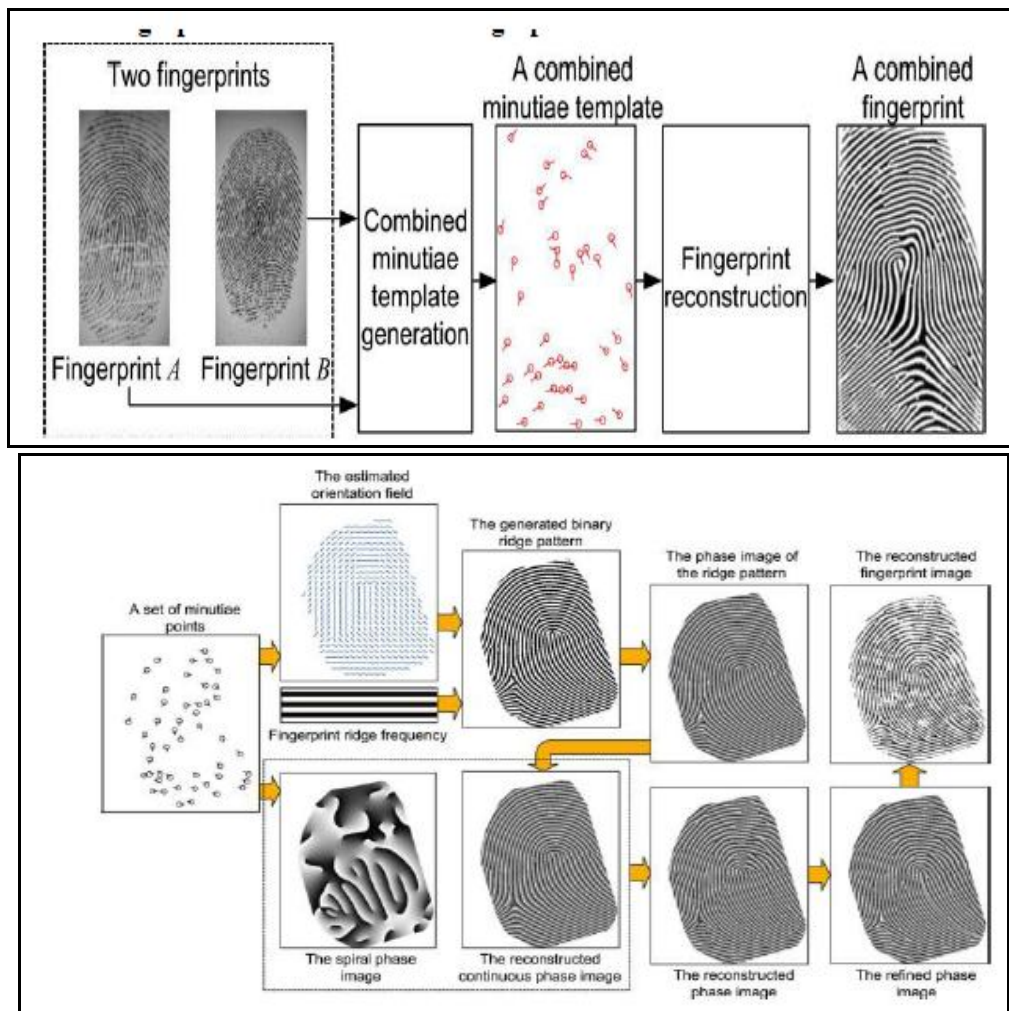 Two fingerprints
Fingerprint A
Fingerprint B
Combined
minutiae
template
generation
A combined
minutiae template
Fingerprint
reconstruction
A combined
fingerprint
A set of minutiae
points
The estimated
orientation field
Fingerprint ridge frequency
The generated binary
ridge pattern
The phase image of
the ridge pattern
The reconstructed
fingerprint image
The spiral phase
image
The reconstructed
continuous phase image
The reconstructed
phase image
The refined phase
image